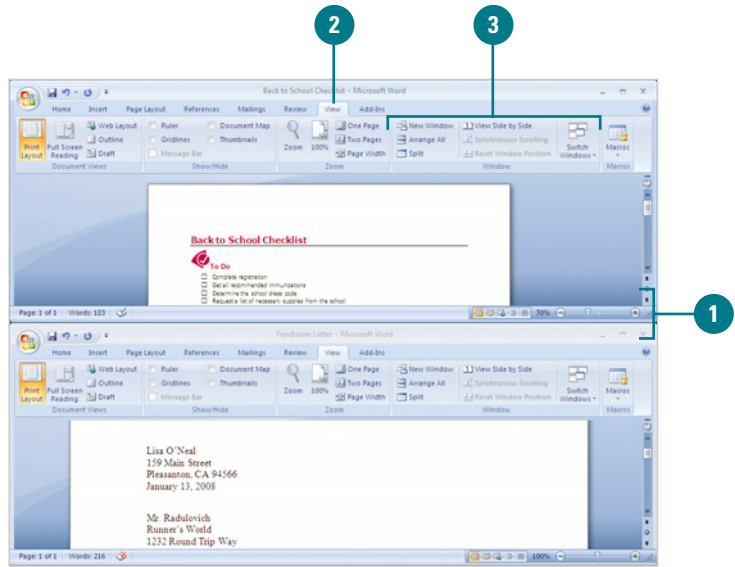 2 3
Back to School Checklist - Microsoft Word
Home Insert Page Layout References Mailings Review View Add-Ins
Web Layout Ruler Document Map One Page New Window View Side by Side
Outline Gridlines Thumbnails Two Pages Arrange All Synchronous Scrolling
Print Layout Full Screen Reading Draft Message Bar Zoom 100% Page Width Split Reset Window Position Switch Windows Macros
Document Views Show/Hide Zoom Window Macros
Back to School Checklist
To Do
Complete registration
Get all recommended immunizations
Determine the school dress code
Request a list of necessary supplies from the school
Page: 1 of 1 Words: 183 70%
1
Fundraiser Letter - Microsoft Word
Home Insert Page Layout References Mailings Review View Add-Ins
Web Layout Ruler Document Map One Page New Window View Side by Side
Outline Gridlines Thumbnails Two Pages Arrange All Synchronous Scrolling
Print Layout Full Screen Reading Draft Message Bar Zoom 100% Page Width Split Reset Window Position Switch Windows Macros
Document Views Show/Hide Zoom Window Macros
Lisa O'Neal
159 Main Street
Pleasanton, CA 94566
January 13, 2008
Mr. Radulovich
Runner's World
1232 Round Trip Way
Page: 1 of 1 Words: 216 100%